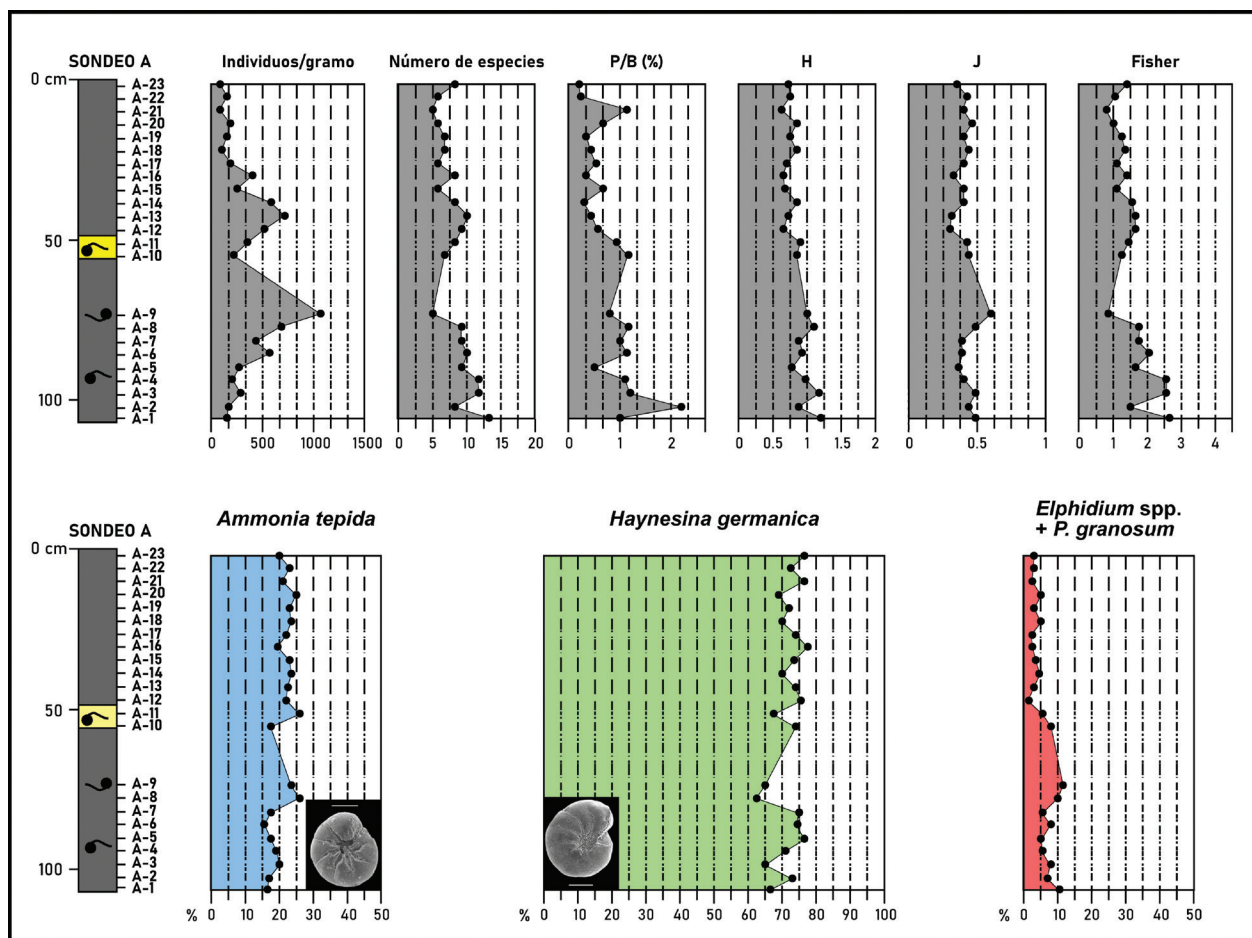 SONDEO A
Individuos/gramo
Número de especies
P/B (%)
H
J
Fisher
0 cm
50
100
A-23
A-22
A-21
A-20
A-19
A-18
A-17
A-16
A-15
A-14
A-13
A-12
A-11
A-10
A-9
A-8
A-7
A-6
A-5
A-4
A-3
A-2
A-1
0 500 1000 1500
0 5 10 15 20
0 1 2
0 0.5 1 1.5 2
0 0.5 1
0 1 2 3 4
SONDEO A
Ammonia tepida
Haynesina germanica
Elphidium spp.
+ P. granosum
0 cm
50
100
A-23
A-22
A-21
A-20
A-19
A-18
A-17
A-16
A-15
A-14
A-13
A-12
A-11
A-10
A-9
A-8
A-7
A-6
A-5
A-4
A-3
A-2
A-1
% 0 10 20 30 40 50
% 0 10 20 30 40 50 60 70 80 90 100
% 0 10 20 30 40 50